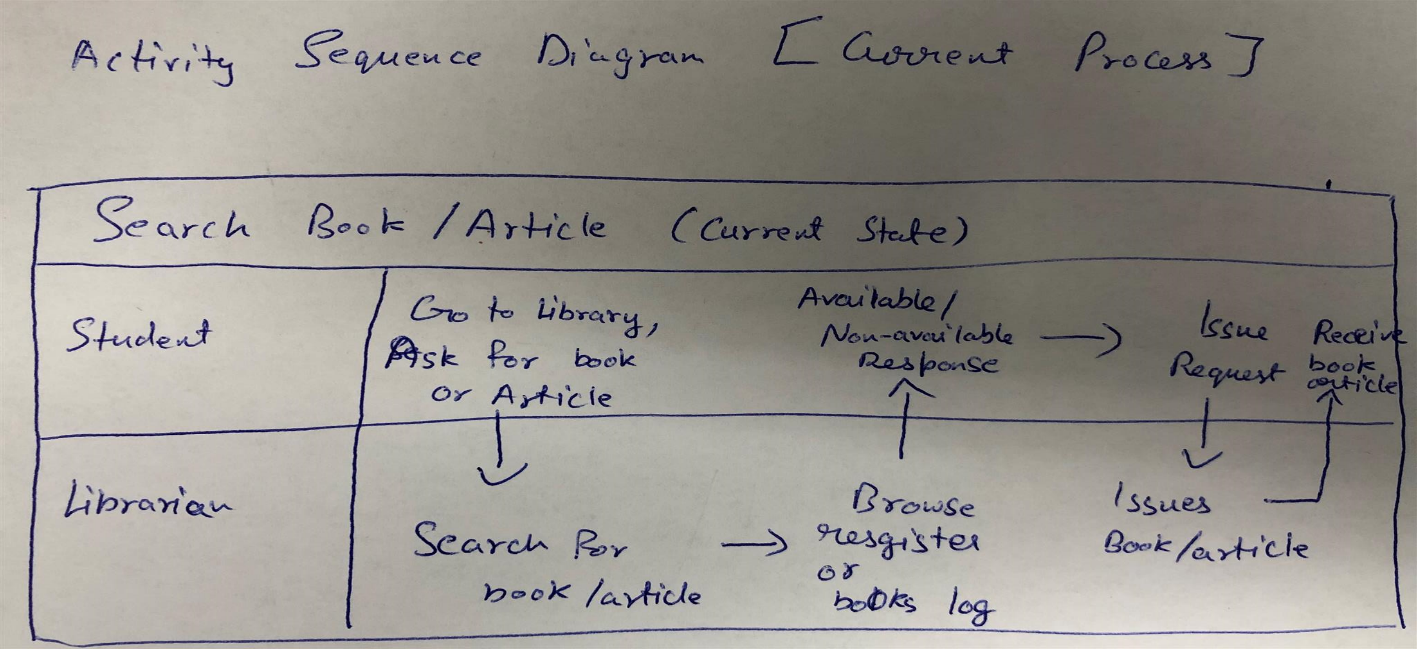 Activity Sequence Diagram [Current Process]
Search Book / Article (Current State)
Student
Go to Library,
Ask for book
or Article
Available/
Non-available
Response
Issue
Request
Receive
book
article
Librarian
Search for
book /article
Browse
resgister
or
books log
Issues
Book/article